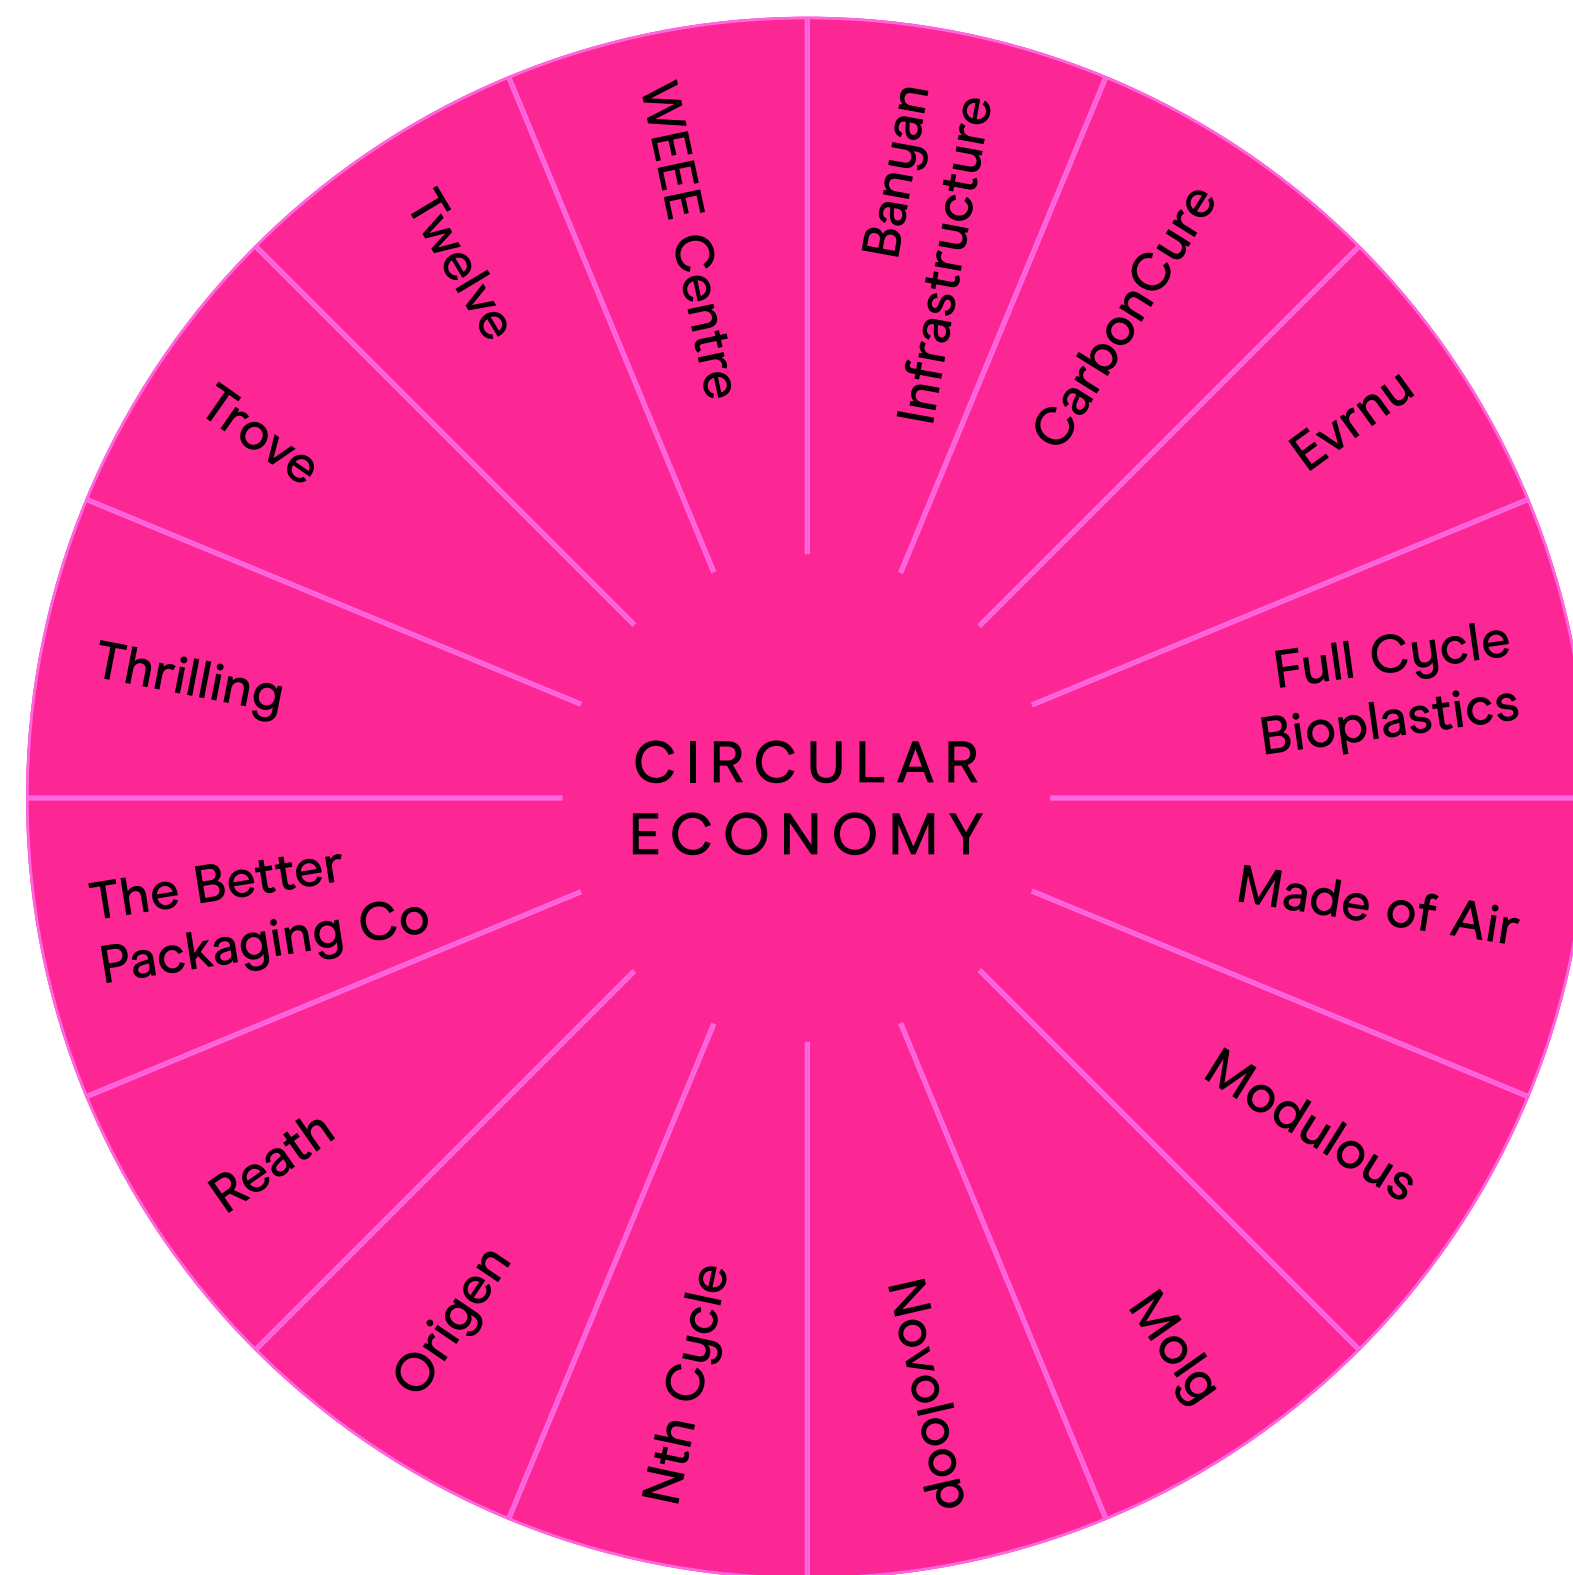 CIRCULAR
ECONOMY
Banyan
Infrastructure
CarbonCure
Evrnu
Full Cycle
Bioplastics
Made of Air
Modulous
Molg
Novoloop
Nth Cycle
Origen
Reath
The Better
Packaging Co
Thrilling
Trove
Twelve
WEEE Centre